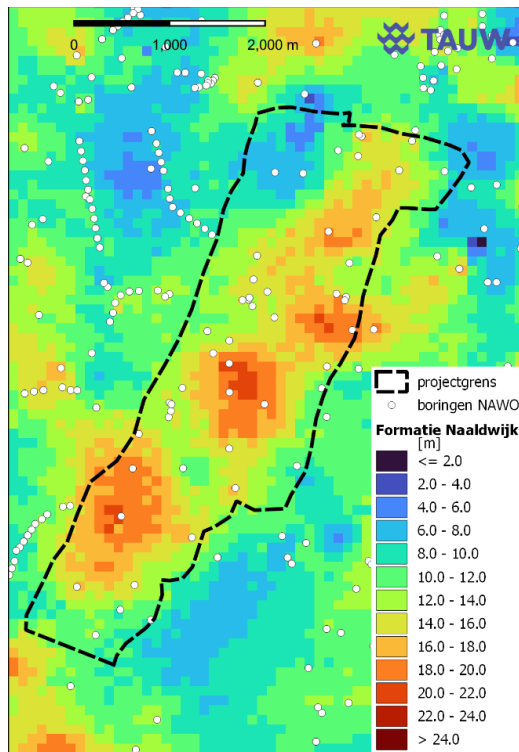 0 1,000 2,000 m
TAUW
projectgrens
boringen NAWO
Formatie Naaldwijk
[m]
<= 2.0
2.0 - 4.0
4.0 - 6.0
6.0 - 8.0
8.0 - 10.0
10.0 - 12.0
12.0 - 14.0
14.0 - 16.0
16.0 - 18.0
18.0 - 20.0
20.0 - 22.0
22.0 - 24.0
> 24.0